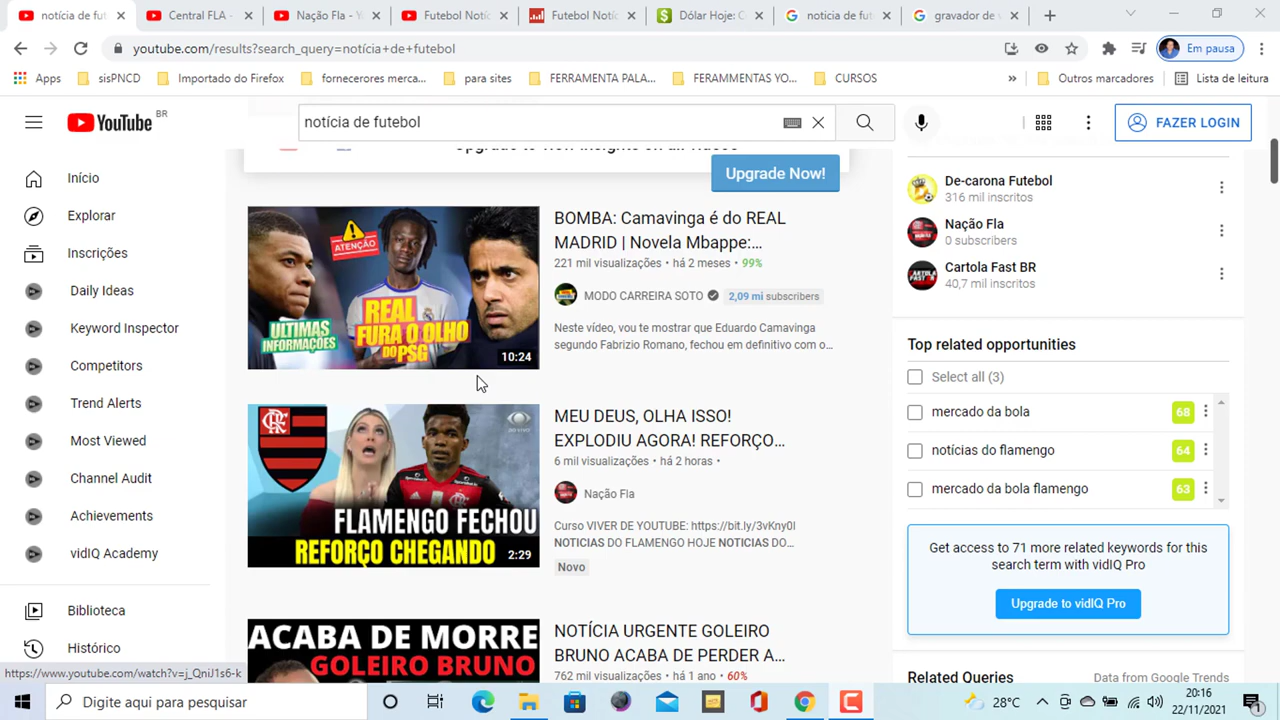 notícia de f
Central FLA -
Nação Fla - Y
Futebol Notíc
Futebol Notíc
Dólar Hoje: C
noticia de fut
gravador de v
youtube.com/results?search_query=notícia+de+futebol
Em pausa
Apps
sisPNCD
Importado do Firefox
fornecerores merca...
para sites
FERRAMENTA PALA...
FERAMMENTAS YO...
CURSOS
»
Outros marcadores
Lista de leitura
YouTube BR
notícia de futebol
FAZER LOGIN
Início
Explorar
Inscrições
Daily Ideas
Keyword Inspector
Competitors
Trend Alerts
Most Viewed
Channel Audit
Achievements
vidIQ Academy
Biblioteca
Histórico
Upgrade Now!
ATENÇÃO
ULTIMAS
INFORMAÇÕES
REAL
FURA O OLHO
DO PSG
10:24
BOMBA: Camavinga é do REAL
MADRID | Novela Mbappe:...
221 mil visualizações • há 2 meses • 99%
MODO CARREIRA SOTO 2,09 mi subscribers
Neste vídeo, vou te mostrar que Eduardo Camavinga
segundo Fabrizio Romano, fechou em definitivo com o...
FLAMENGO FECHOU
REFORÇO CHEGANDO
2:29
MEU DEUS, OLHA ISSO!
EXPLODIU AGORA! REFORÇO...
6 mil visualizações • há 2 horas •
Nação Fla
Curso VIVER DE YOUTUBE: https://bit.ly/3vKny0I
NOTICIAS DO FLAMENGO HOJE NOTICIAS DO...
Novo
ACABA DE MORRE
GOLEIRO BRUNO
NOTÍCIA URGENTE GOLEIRO
BRUNO ACABA DE PERDER A...
762 mil visualizações • há 1 ano • 60%
De-carona Futebol
316 mil inscritos
Nação Fla
0 subscribers
Cartola Fast BR
40,7 mil inscritos
Top related opportunities
Select all (3)
mercado da bola 68
notícias do flamengo 64
mercado da bola flamengo 63
Get access to 71 more related keywords for this
search term with vidIQ Pro
Upgrade to vidIQ Pro
Related Queries Data from Google Trends
https://www.youtube.com/watch?v=j_QniJ1s6-k
Digite aqui para pesquisar
28°C
20:16
22/11/2021
1